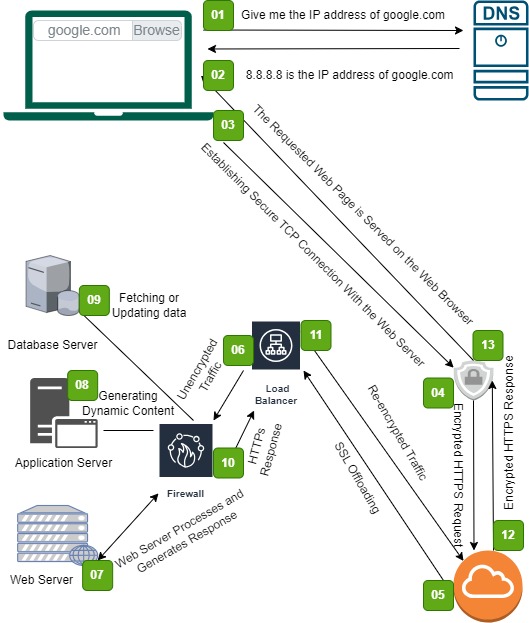 01
Give me the IP address of google.com
DNS
google.com
Browse
02
8.8.8.8 is the IP address of google.com
03
The Requested Web Page is Served on the Web Browser
Establishing Secure TCP Connection With the Web Server
09
Fetching or
Updating data
Database Server
06
Unencrypted
Traffic
11
Load
Balancer
13
04
08
Generating
Dynamic Content
Application Server
Re-encrypted Traffic
Encrypted HTTPS Request
Encrypted HTTPS Response
10
HTTPs
Response
SSL Offloading
Firewall
Web Server Processes and
Generates Response
12
Web Server
07
05